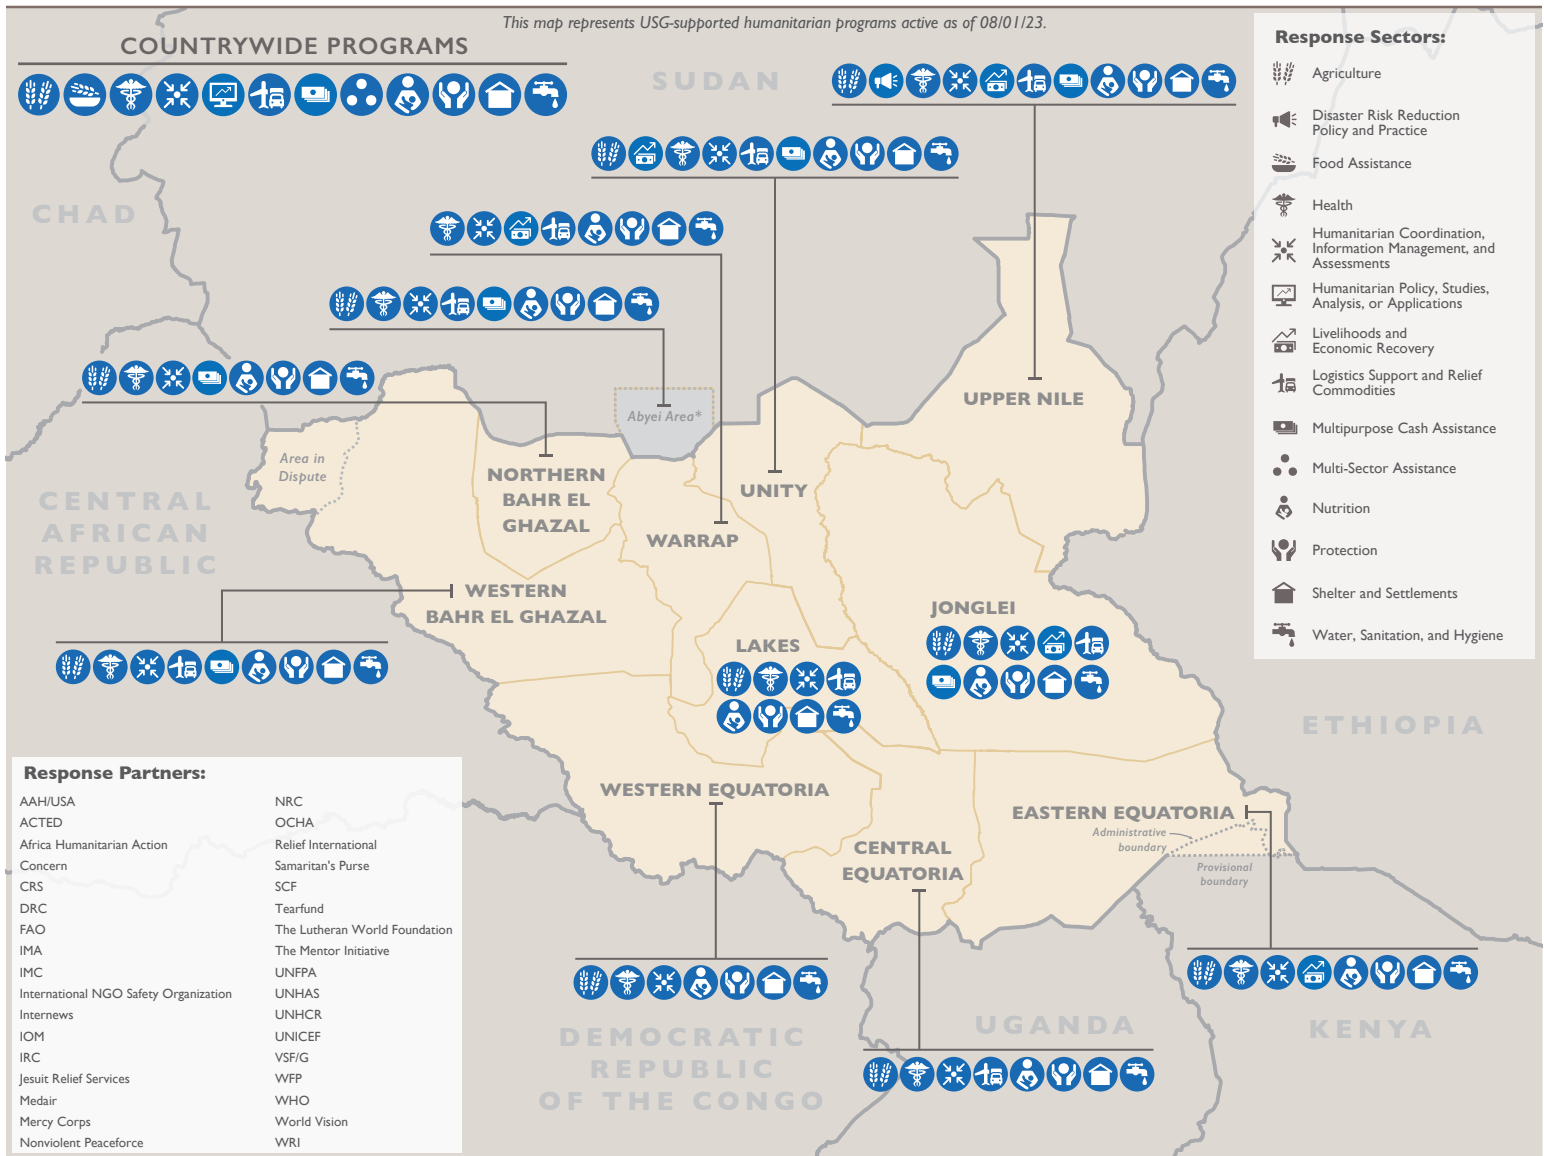 This map represents USG-supported humanitarian programs active as of 08/01/23.
COUNTRYWIDE PROGRAMS
SUDAN
CHAD
CENTRAL
AFRICAN
REPUBLIC
ETHIOPIA
KENYA
UGANDA
DEMOCRATIC
REPUBLIC
OF THE CONGO
Response Sectors:
Agriculture
Disaster Risk Reduction
Policy and Practice
Food Assistance
Health
Humanitarian Coordination,
Information Management, and
Assessments
Humanitarian Policy, Studies,
Analysis, or Applications
Livelihoods and
Economic Recovery
Logistics Support and Relief
Commodities
Multipurpose Cash Assistance
Multi-Sector Assistance
Nutrition
Protection
Shelter and Settlements
Water, Sanitation, and Hygiene
UPPER NILE
Abyei Area*
Area in
Dispute
NORTHERN
BAHR EL
GHAZAL
UNITY
WARRAP
WESTERN
BAHR EL GHAZAL
JONGLEI
LAKES
WESTERN EQUATORIA
EASTERN EQUATORIA
Administrative
boundary
Provisional
boundary
CENTRAL
EQUATORIA
Response Partners:
AAH/USA
ACTED
Africa Humanitarian Action
Concern
CRS
DRC
FAO
IMA
IMC
International NGO Safety Organization
Internews
IOM
IRC
Jesuit Relief Services
Medair
Mercy Corps
Nonviolent Peaceforce
NRC
OCHA
Relief International
Samaritan's Purse
SCF
Tearfund
The Lutheran World Foundation
The Mentor Initiative
UNFPA
UNHAS
UNHCR
UNICEF
VSF/G
WFP
WHO
World Vision
WRI